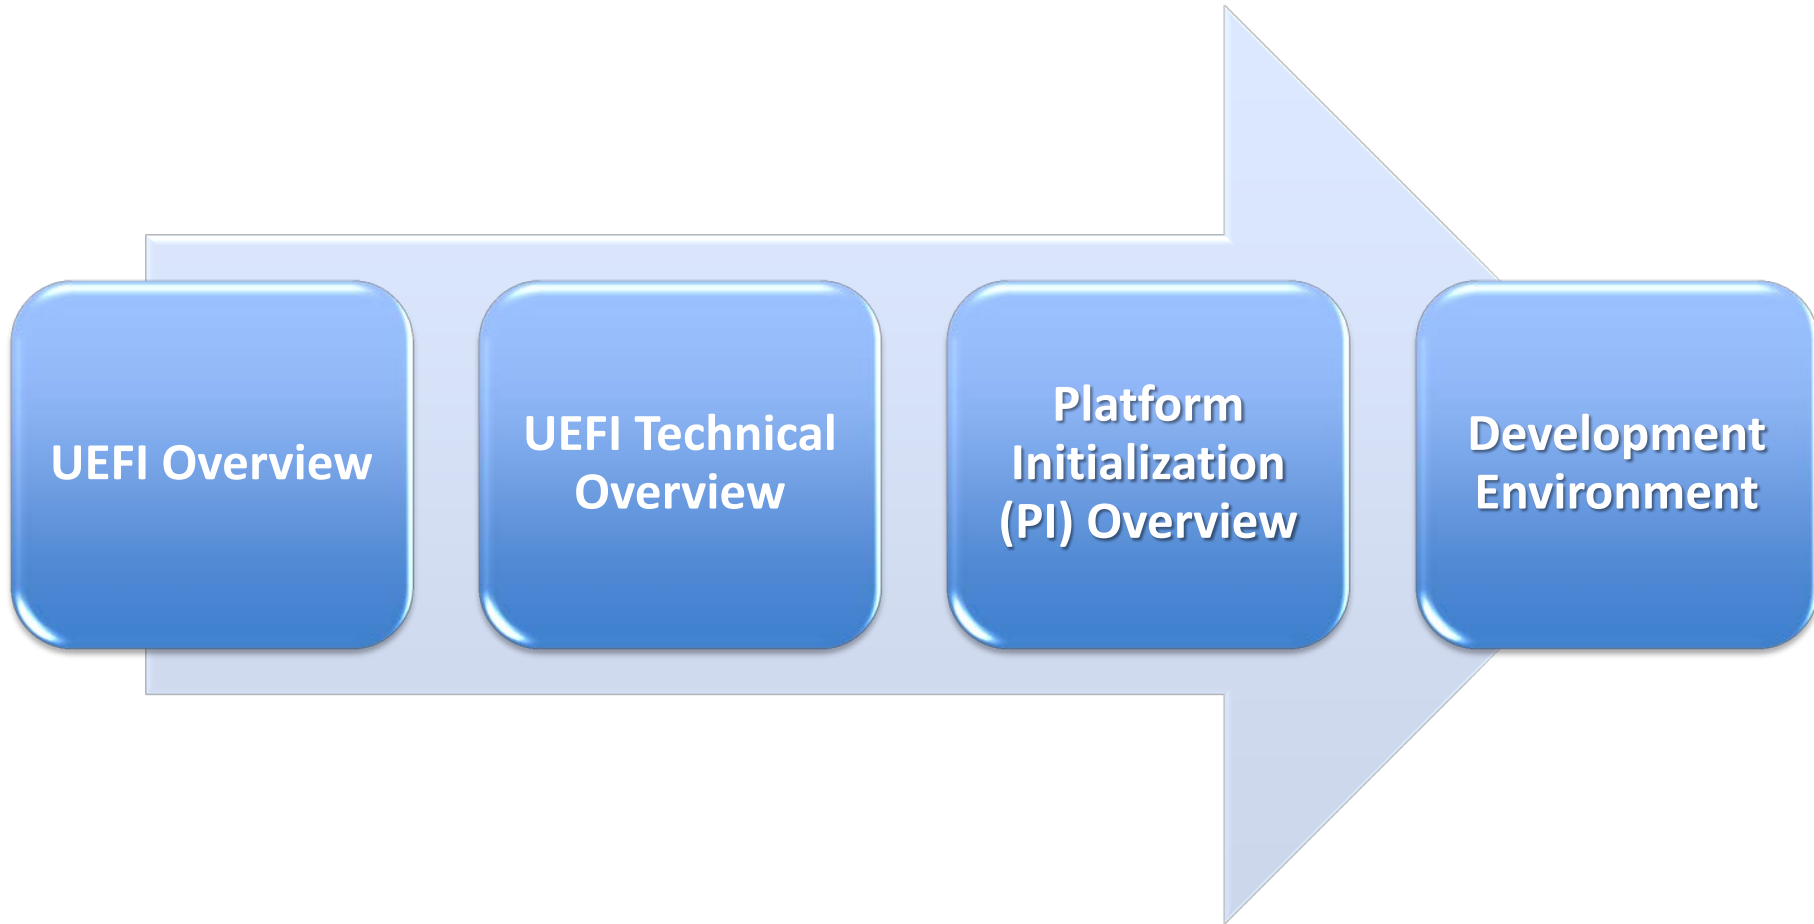 UEFI Overview
UEFI Technical
Overview
Platform
Initialization
(PI) Overview
Development
Environment